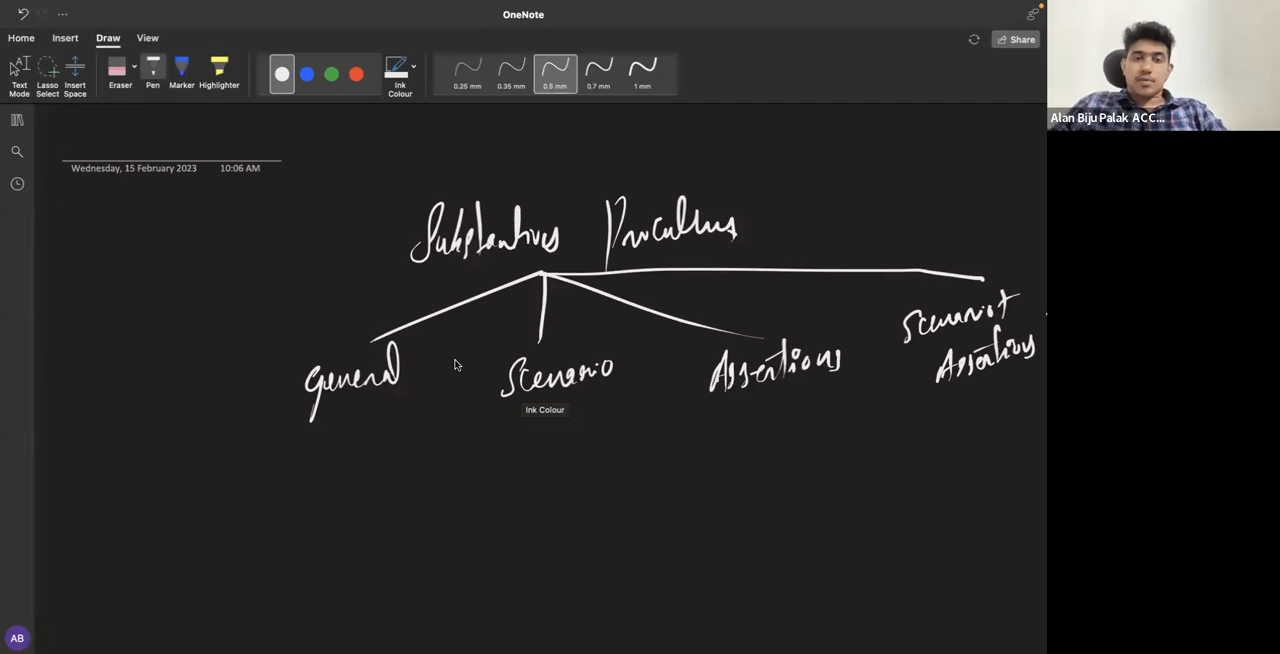 OneNote
Home Insert Draw View
Share
Text Mode
Lasso Select
Insert Space
Eraser
Pen
Marker
Highlighter
Ink Colour
0.25 mm
0.35 mm
0.5 mm
0.7 mm
1 mm
Alan Biju Palak ACC...
Wednesday, 15 February 2023 10:06 AM
Substantives
General
Scenario
Assertions
Scenario +
Assertions
Ink Colour
AB